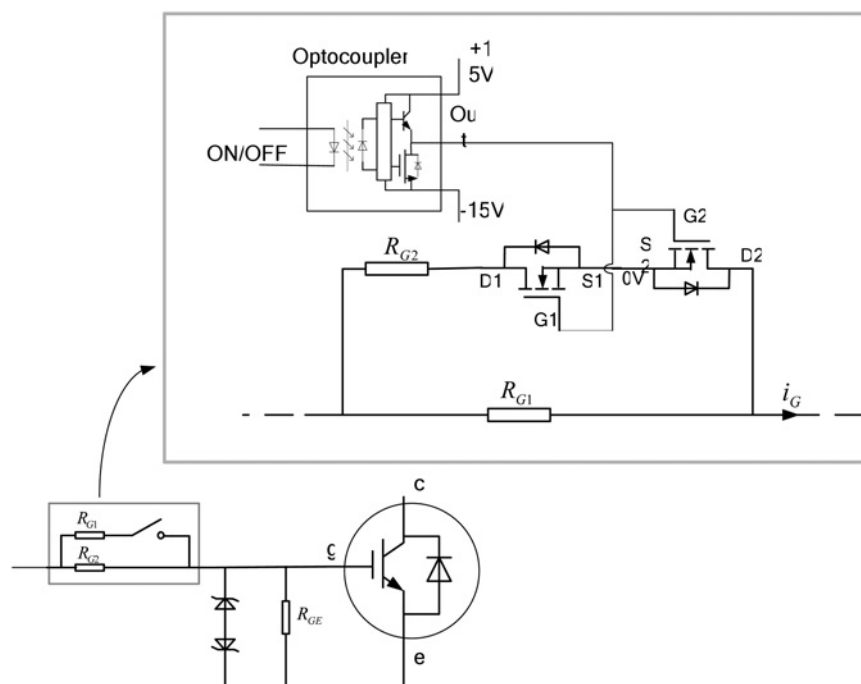 +1
5V
Optocoupler
Ou
t
ON/OFF
-15V
G2
S
2
D2
RG2
D1
S1
0V
G1
RG1
iG
c
RG1
RG2
g
RGE
e